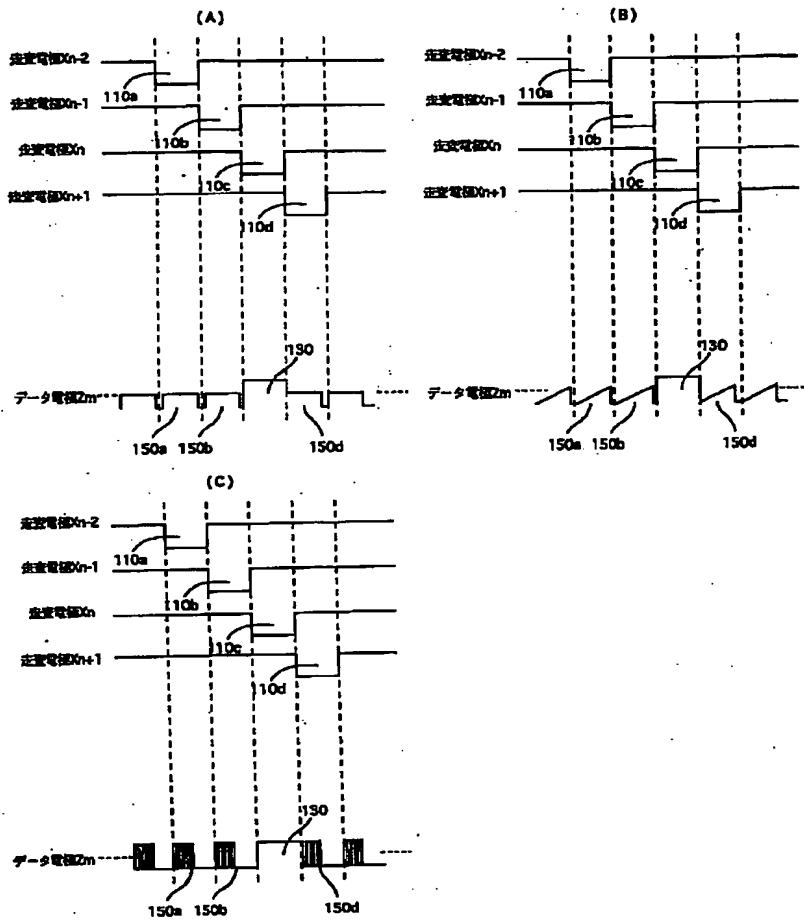 (A)
走査電極Xn-2
110a
走査電極Xn-1
110b
走査電極Xn
110c
走査電極Xn+1
110d
130
データ電極Zm
150a
150b
150d
(B)
走査電極Xn-2
110a
走査電極Xn-1
110b
走査電極Xn
110c
走査電極Xn+1
110d
130
データ電極Zm
150a
150b
150d
(C)
走査電極Xn-2
110a
走査電極Xn-1
110b
走査電極Xn
110c
走査電極Xn+1
110d
130
データ電極Zm
150a
150b
150d